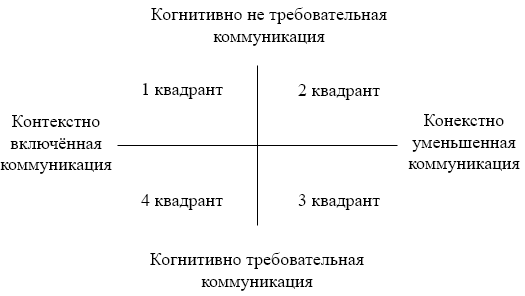 Когнитивно не требовательная
коммуникация
1 квадрант
2 квадрант
Контекстно
включённая
коммуникация
Конекстно
уменьшенная
коммуникация
4 квадрант
3 квадрант
Когнитивно требовательная
коммуникация